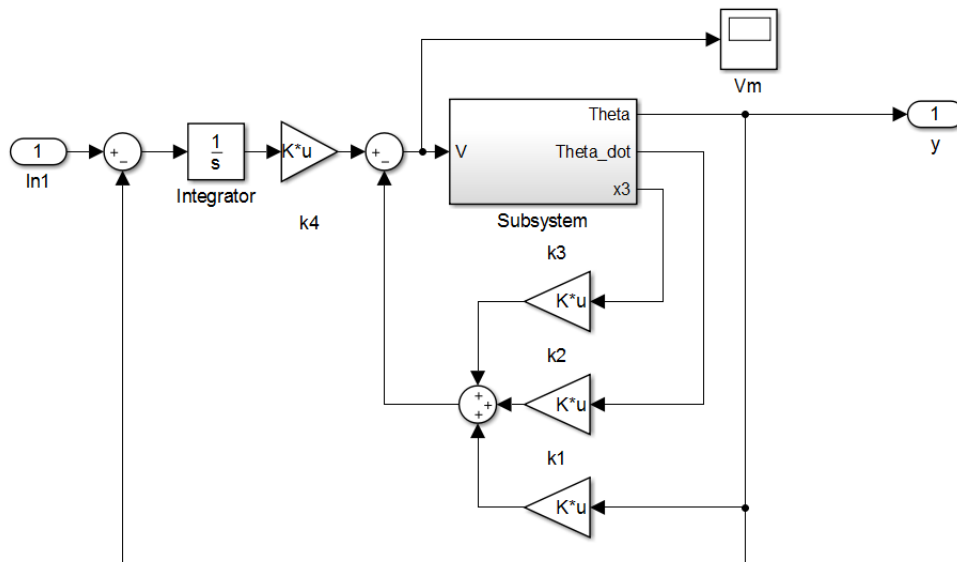 Vm
Theta
1
1
+
−
1
s
K*u
+
−
V
Theta_dot
y
In1
Integrator
x3
k4
Subsystem
k3
K*u
k2
+
+
+
K*u
k1
K*u